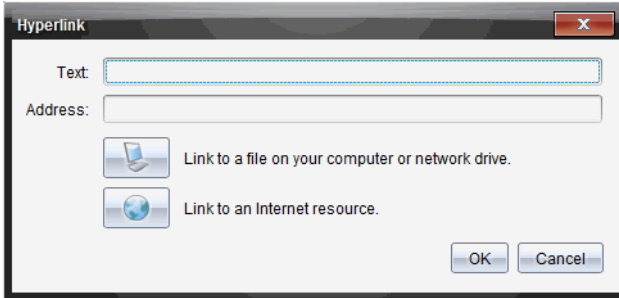 Hyperlink
Text:
Address:
Link to a file on your computer or network drive.
Link to an Internet resource.
OK Cancel